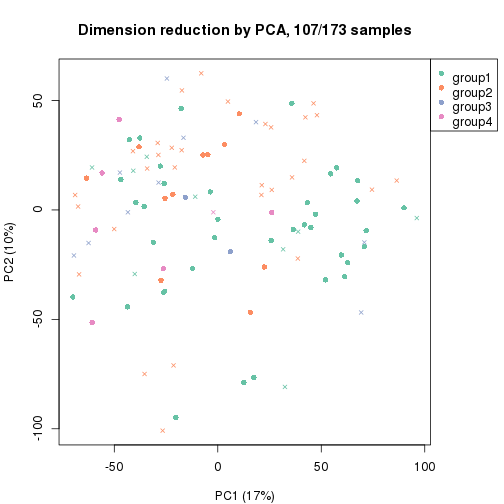 Dimension reduction by PCA, 107/173 samples
group1
group2
group3
group4
50
0
-50
-100
PC2 (10%)
-50
0
50
100
PC1 (17%)